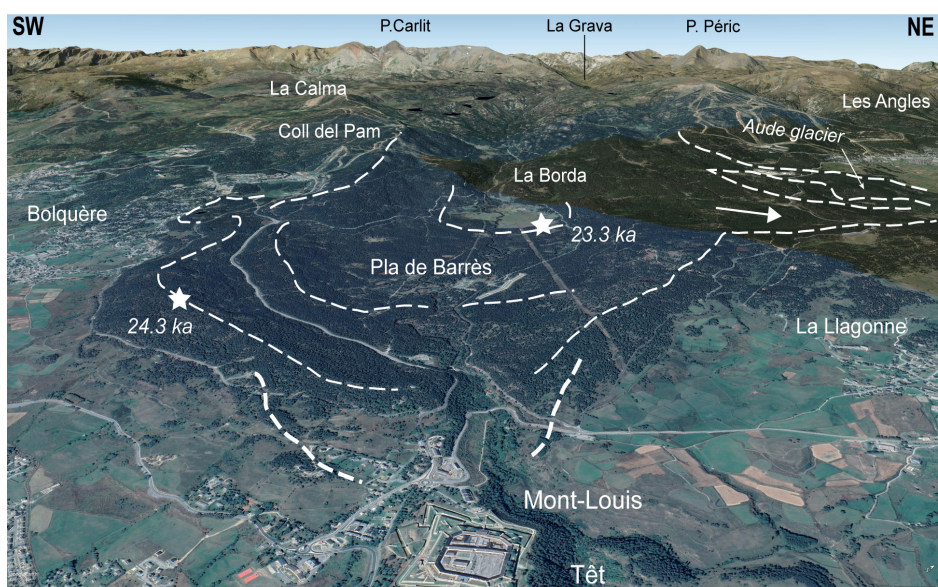 SW
P.Carlit
La Grava
P. Péric
NE
La Calma
Les Angles
Coll del Pam
Aude glacier
La Borda
Bolquère
23.3 ka
Pla de Barrès
24.3 ka
La Llagonne
Mont-Louis
Têt